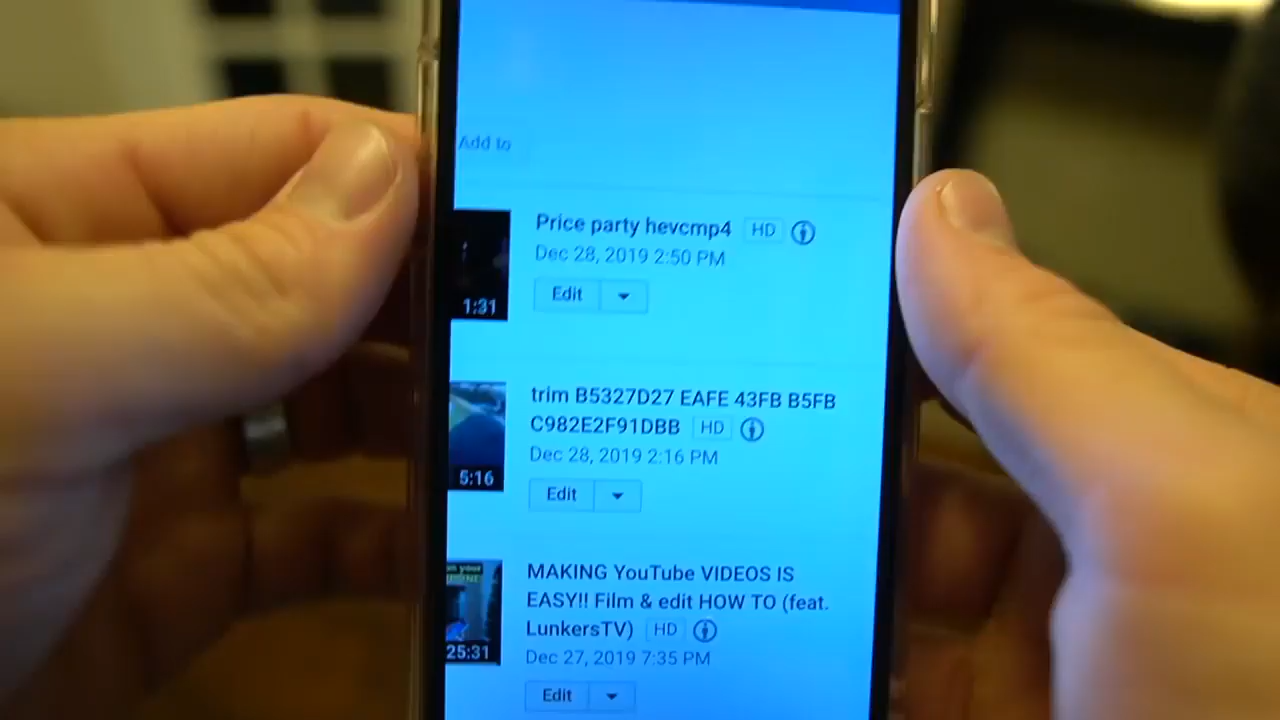 Add to
Price party hevcmp4 HD
Dec 28, 2019 2:50 PM
1:31
Edit
trim B5327D27 EAFE 43FB B5FB
C982E2F91DBB HD
Dec 28, 2019 2:16 PM
5:16
Edit
MAKING YouTube VIDEOS IS
EASY!! Film & edit HOW TO (feat.
LunkersTV) HD
Dec 27, 2019 7:35 PM
25:31
Edit